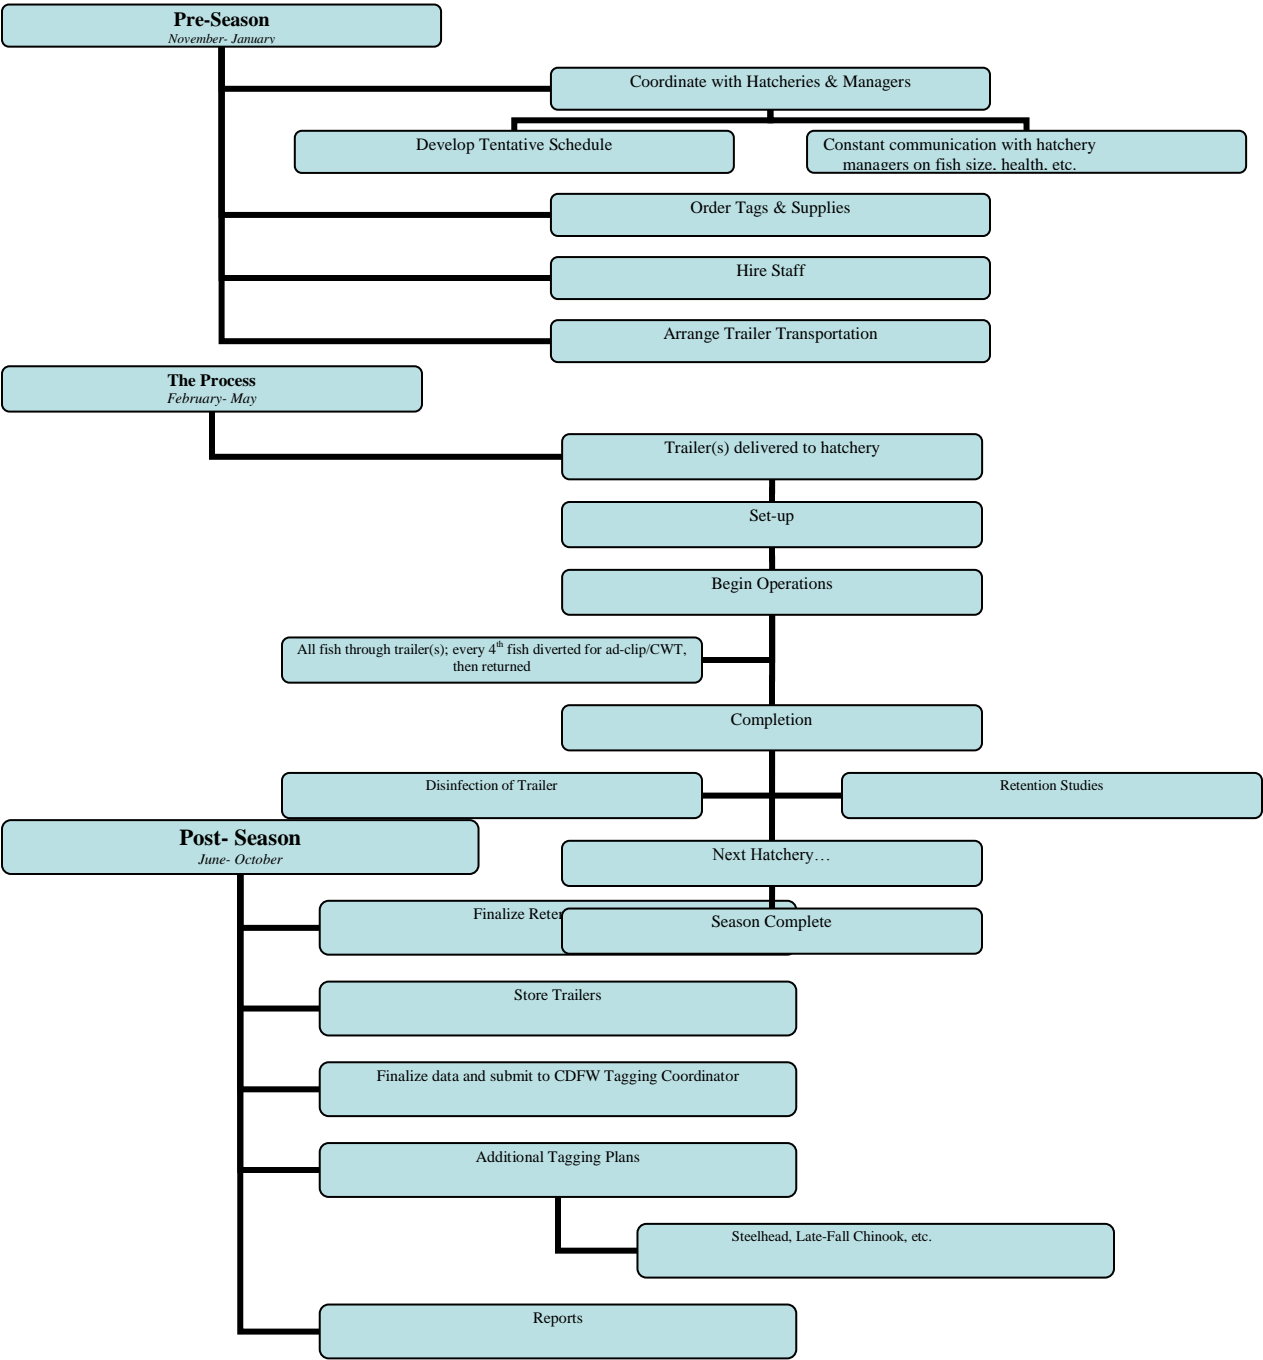 Pre-Season
November- January
Coordinate with Hatcheries & Managers
Develop Tentative Schedule
Constant communication with hatchery
managers on fish size, health, etc.
Order Tags & Supplies
Hire Staff
Arrange Trailer Transportation
The Process
February- May
Trailer(s) delivered to hatchery
Set-up
Begin Operations
All fish through trailer(s); every 4th fish diverted for ad-clip/CWT,
then returned
Completion
Disinfection of Trailer
Retention Studies
Post- Season
June- October
Next Hatchery…
Finalize
Season Complete
Store Trailers
Finalize data and submit to CDFW Tagging Coordinator
Additional Tagging Plans
Steelhead, Late-Fall Chinook, etc.
Reports